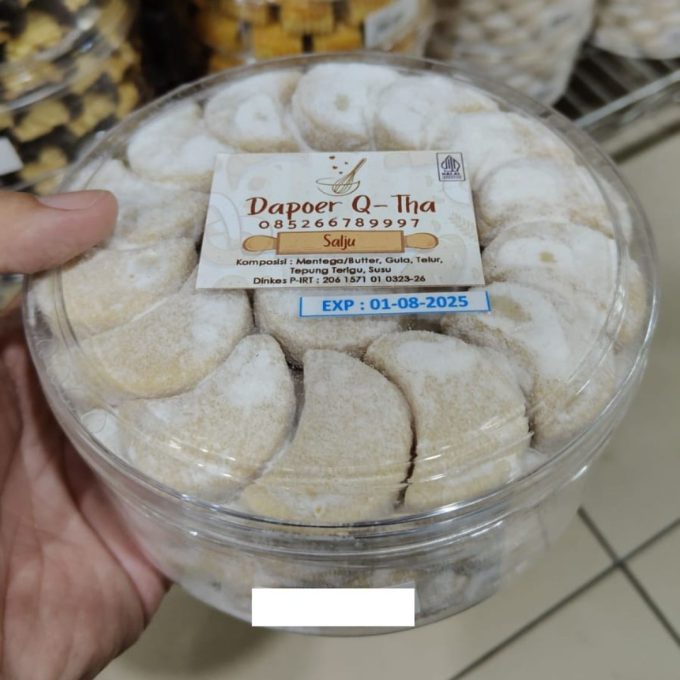 Dapoer Q-Tha
085266789997
Salju
Komposisi : Mentega/Butter, Gula, Telur,
Tepung Terigu, Susu
Dinkes P-IRT : 206 1571 01 0323-26
HALAL
EXP : 01-08-2025